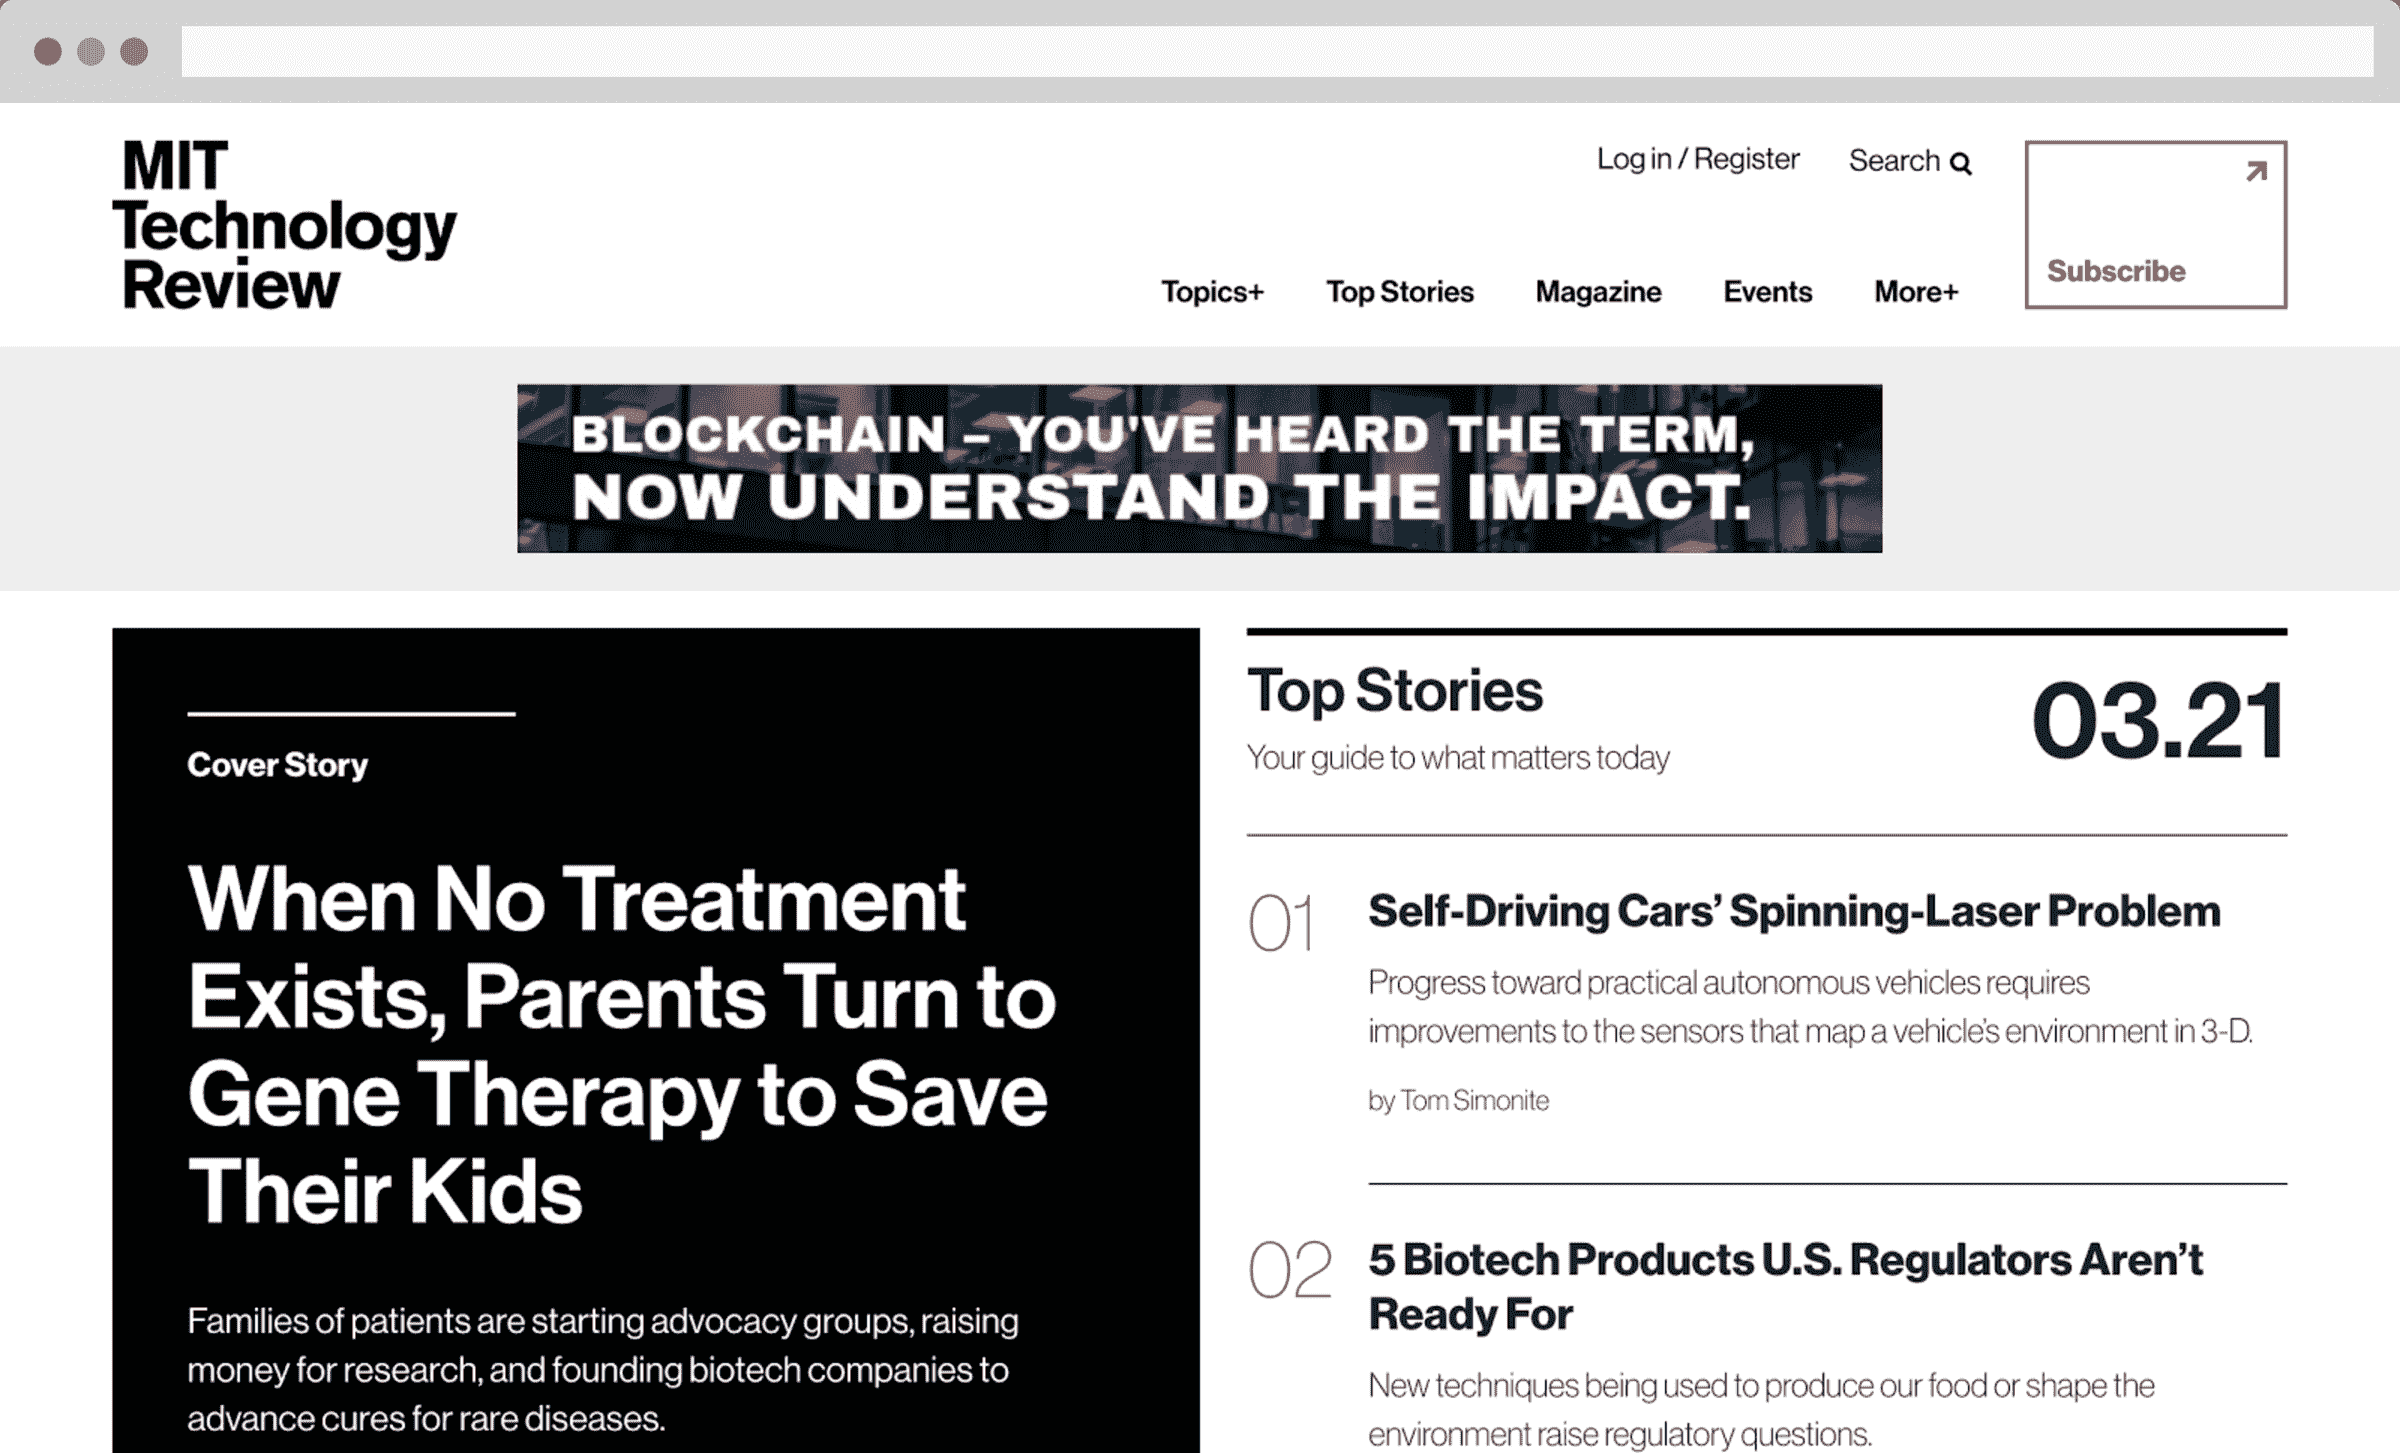 MIT
Technology
Review
Log in / Register
Search
Subscribe
Topics+
Top Stories
Magazine
Events
More+
BLOCKCHAIN – YOU'VE HEARD THE TERM,
NOW UNDERSTAND THE IMPACT.
Cover Story
When No Treatment
Exists, Parents Turn to
Gene Therapy to Save
Their Kids
Families of patients are starting advocacy groups, raising
money for research, and founding biotech companies to
advance cures for rare diseases.
Top Stories
03.21
Your guide to what matters today
01
Self-Driving Cars’ Spinning-Laser Problem
Progress toward practical autonomous vehicles requires
improvements to the sensors that map a vehicle’s environment in 3-D.
by Tom Simonite
02
5 Biotech Products U.S. Regulators Aren’t
Ready For
New techniques being used to produce our food or shape the
environment raise regulatory questions.